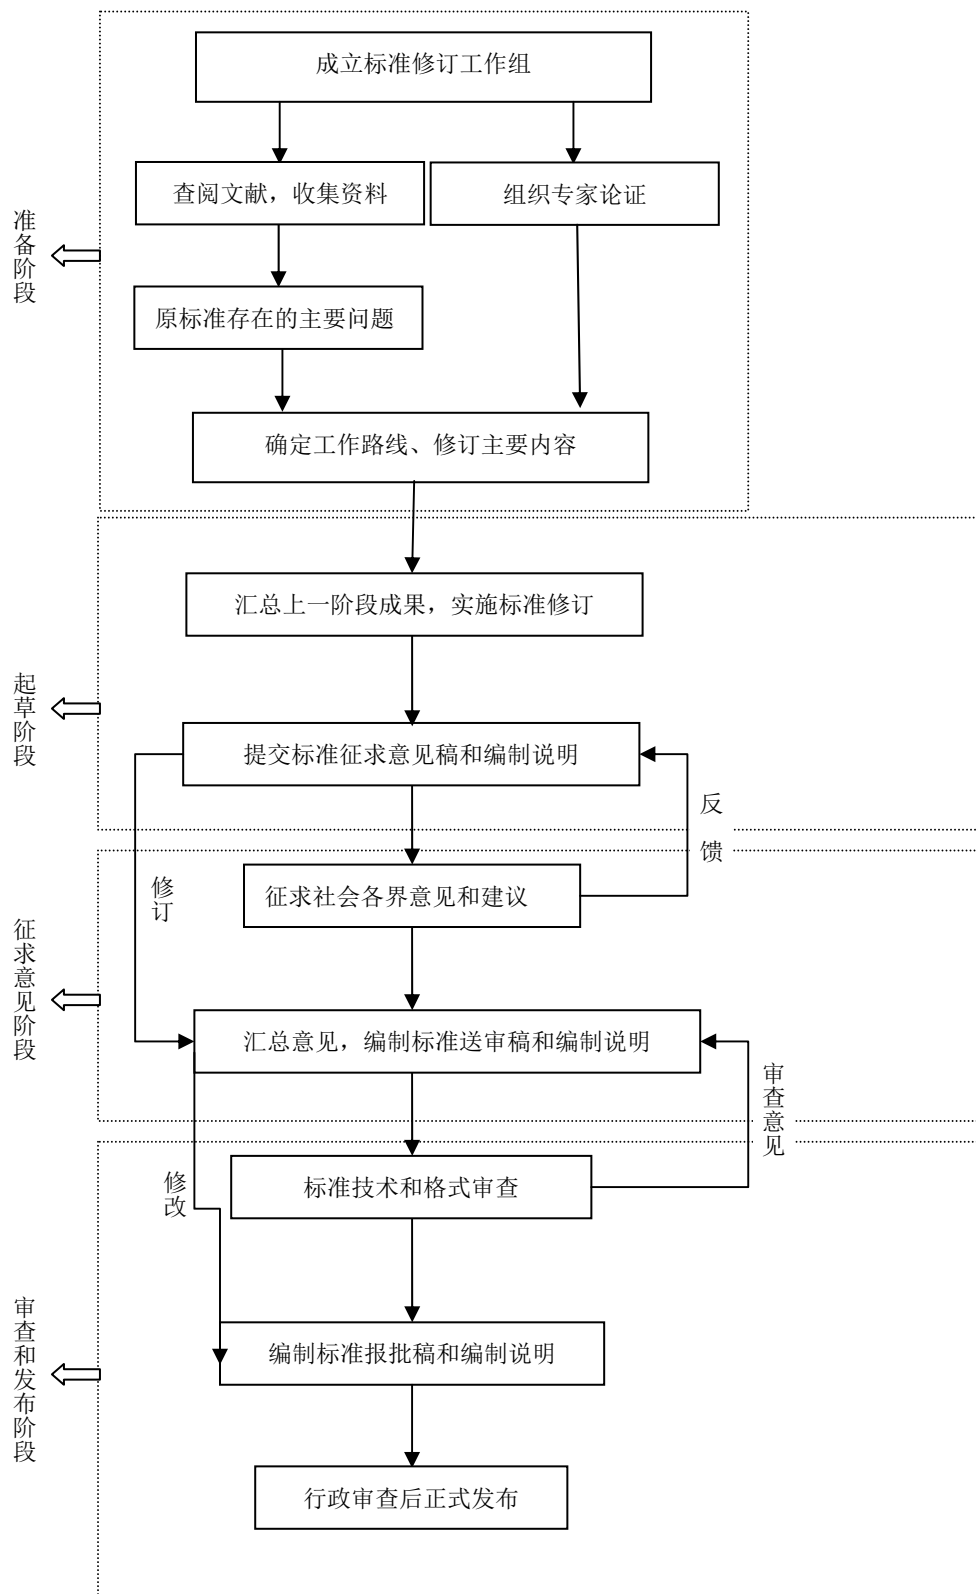 成立标准修订工作组
查阅文献，收集资料
组织专家论证
准备阶段
原标准存在的主要问题
确定工作路线、修订主要内容
汇总上一阶段成果，实施标准修订
起草阶段
提交标准征求意见稿和编制说明
反馈
修订
征求社会各界意见和建议
征求意见阶段
汇总意见，编制标准送审稿和编制说明
审查意见
标准技术和格式审查
修改
审查和发布阶段
编制标准报批稿和编制说明
行政审查后正式发布